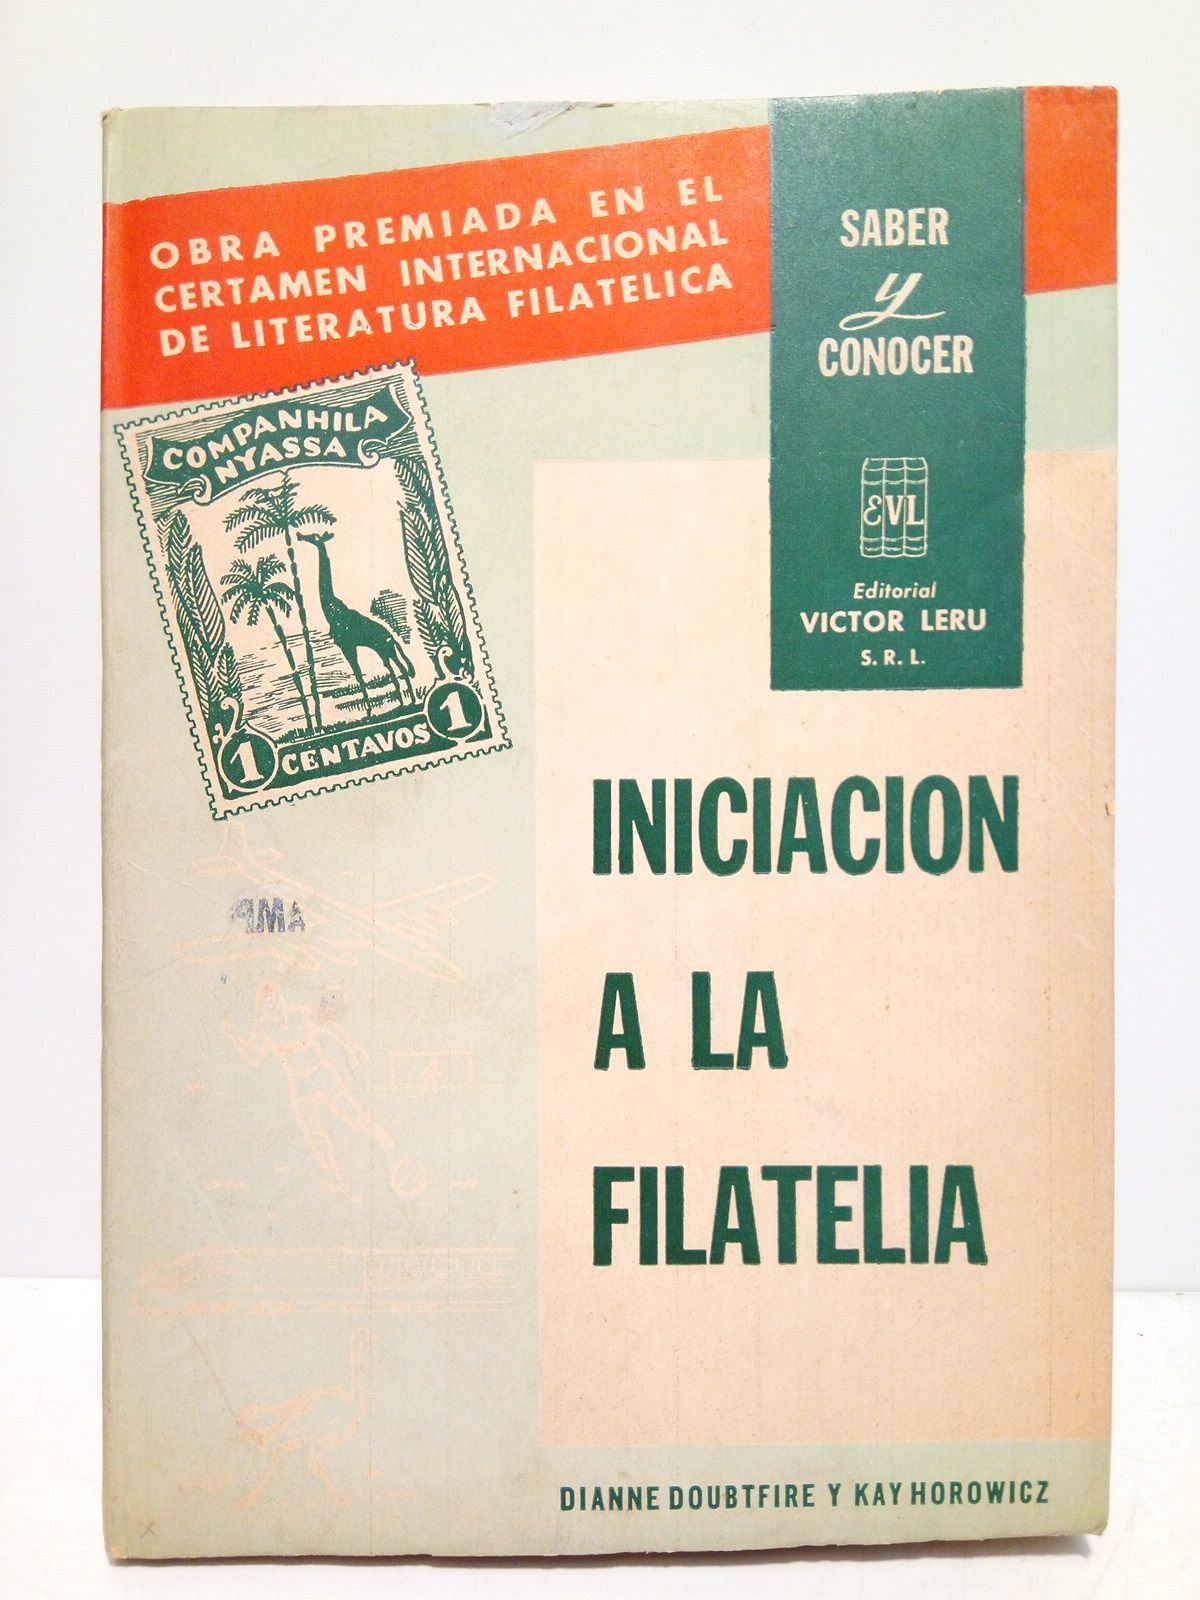 OBRA PREMIADA EN EL
CERTAMEN INTERNACIONAL
DE LITERATURA FILATELICA
SABER
y
CONOCER
EVL
Editorial
VICTOR LERU
S. R. L.
COMPANHILA
NYASSA
1 CENTAVOS 1
INICIACION
A LA
FILATELIA
DIANNE DOUBTFIRE Y KAY HOROWICZ